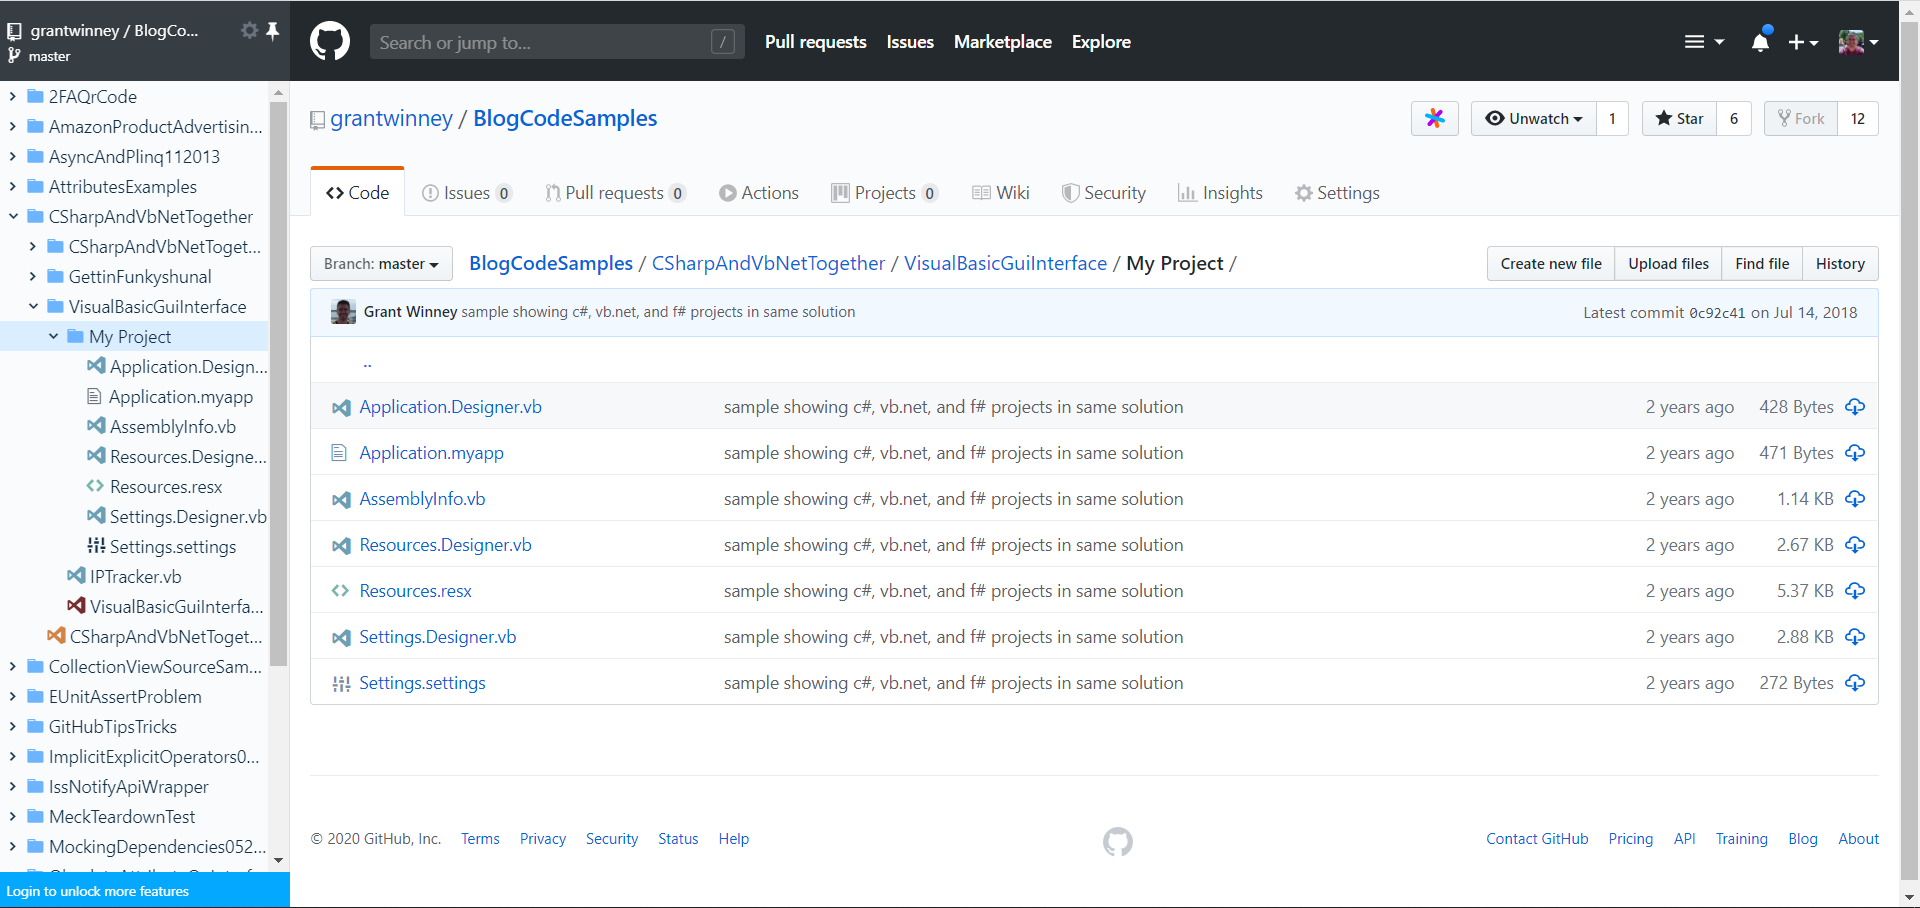 grantwinney / BlogCo...
master
2FAQrCode
AmazonProductAdvertisin...
AsyncAndPlinq112013
AttributesExamples
CSharpAndVbNetTogether
CSharpAndVbNetToget...
GettinFunkyshunal
VisualBasicGuiInterface
My Project
Application.Design...
Application.myapp
AssemblyInfo.vb
Resources.Designe...
Resources.resx
Settings.Designer.vb
Settings.settings
IPTracker.vb
VisualBasicGuiInterfa...
CSharpAndVbNetToget...
CollectionViewSourceSam...
EUnitAssertProblem
GitHubTipsTricks
ImplicitExplicitOperators0...
IssNotifyApiWrapper
MeckTeardownTest
MockingDependencies052...
Login to unlock more features
Search or jump to... /
Pull requests Issues Marketplace Explore
grantwinney / BlogCodeSamples
Unwatch 1 Star 6 Fork 12
Code Issues 0 Pull requests 0 Actions Projects 0 Wiki Security Insights Settings
Branch: master BlogCodeSamples / CSharpAndVbNetTogether / VisualBasicGuiInterface / My Project /
Create new file Upload files Find file History
Grant Winney sample showing c#, vb.net, and f# projects in same solution Latest commit 0c92c41 on Jul 14, 2018
..
Application.Designer.vb sample showing c#, vb.net, and f# projects in same solution 2 years ago 428 Bytes
Application.myapp sample showing c#, vb.net, and f# projects in same solution 2 years ago 471 Bytes
AssemblyInfo.vb sample showing c#, vb.net, and f# projects in same solution 2 years ago 1.14 KB
Resources.Designer.vb sample showing c#, vb.net, and f# projects in same solution 2 years ago 2.67 KB
Resources.resx sample showing c#, vb.net, and f# projects in same solution 2 years ago 5.37 KB
Settings.Designer.vb sample showing c#, vb.net, and f# projects in same solution 2 years ago 2.88 KB
Settings.settings sample showing c#, vb.net, and f# projects in same solution 2 years ago 272 Bytes
© 2020 GitHub, Inc. Terms Privacy Security Status Help
Contact GitHub Pricing API Training Blog About